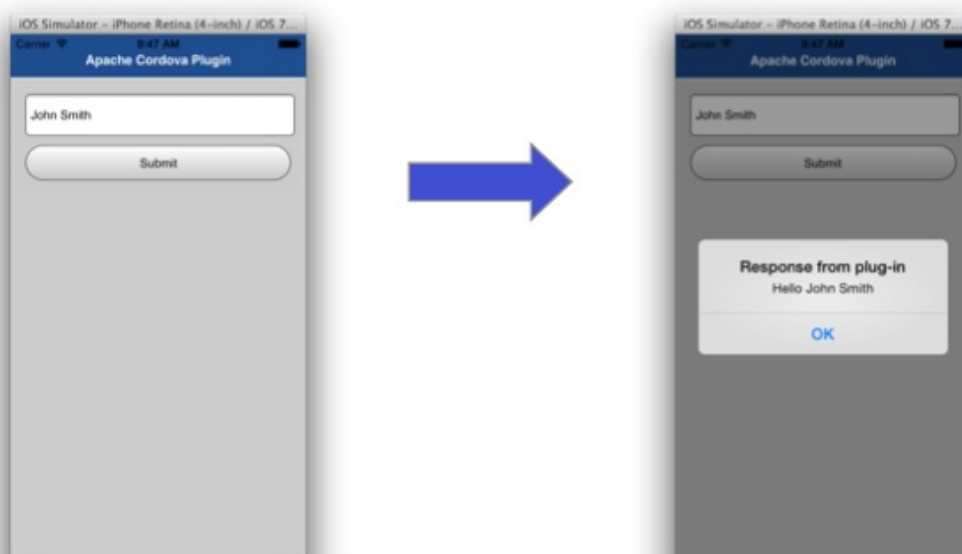 iOS Simulator – iPhone Retina (4-inch) / iOS 7...
Carrier 9:47 AM
Apache Cordova Plugin
John Smith
Submit
iOS Simulator – iPhone Retina (4-inch) / iOS 7...
Carrier 9:47 AM
Apache Cordova Plugin
John Smith
Submit
Response from plug-in
Hello John Smith
OK